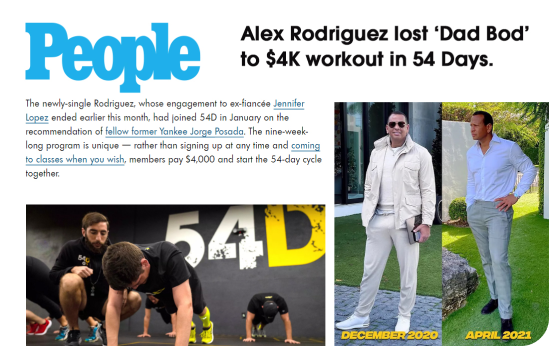 People
Alex Rodriguez lost ‘Dad Bod’
to $4K workout in 54 Days.
The newly-single Rodriguez, whose engagement to ex-fiancée Jennifer
Lopez ended earlier this month, had joined 54D in January on the
recommendation of fellow former Yankee Jorge Posada. The nine-week-
long program is unique — rather than signing up at any time and coming
to classes when you wish, members pay $4,000 and start the 54-day cycle
together.
54D
DECEMBER 2020
APRIL 2021